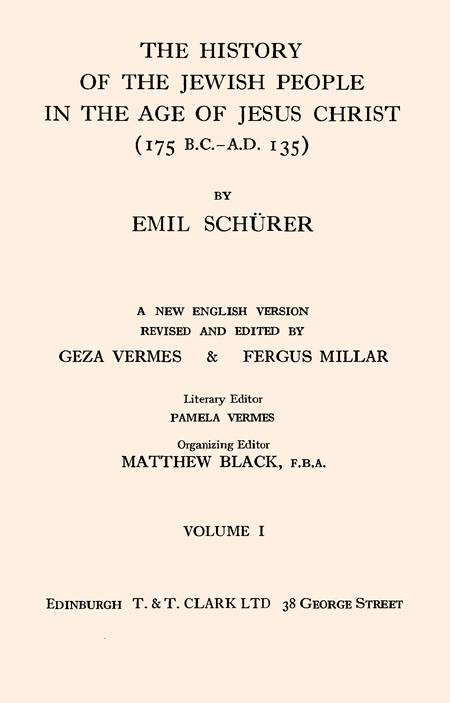 THE HISTORY
OF THE JEWISH PEOPLE
IN THE AGE OF JESUS CHRIST
(175 B.C.–A.D. 135)
BY
EMIL SCHÜRER
A NEW ENGLISH VERSION
REVISED AND EDITED BY
GEZA VERMES & FERGUS MILLAR
Literary Editor
PAMELA VERMES
Organizing Editor
MATTHEW BLACK, F.B.A.
VOLUME I
EDINBURGH T. & T. CLARK LTD 38 GEORGE STREET